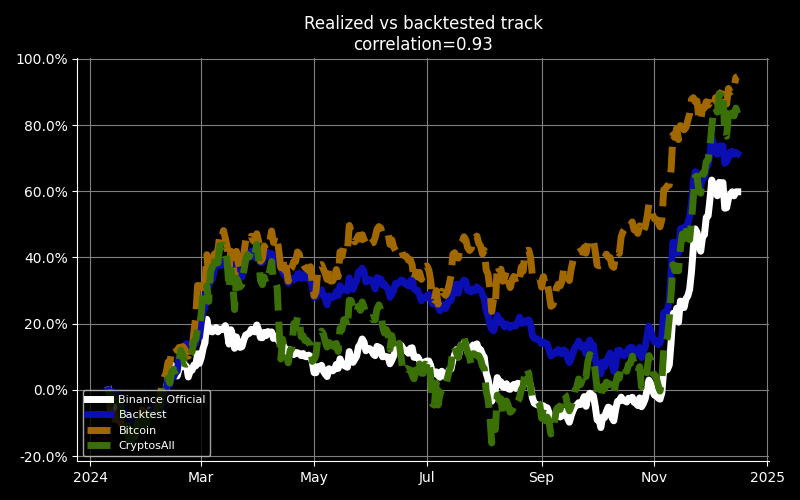 Realized vs backtested track
correlation=0.93
100.0%
80.0%
60.0%
40.0%
20.0%
0.0%
-20.0%
Binance Official
Backtest
Bitcoin
CryptosAll
2024
Mar
May
Jul
Sep
Nov
2025